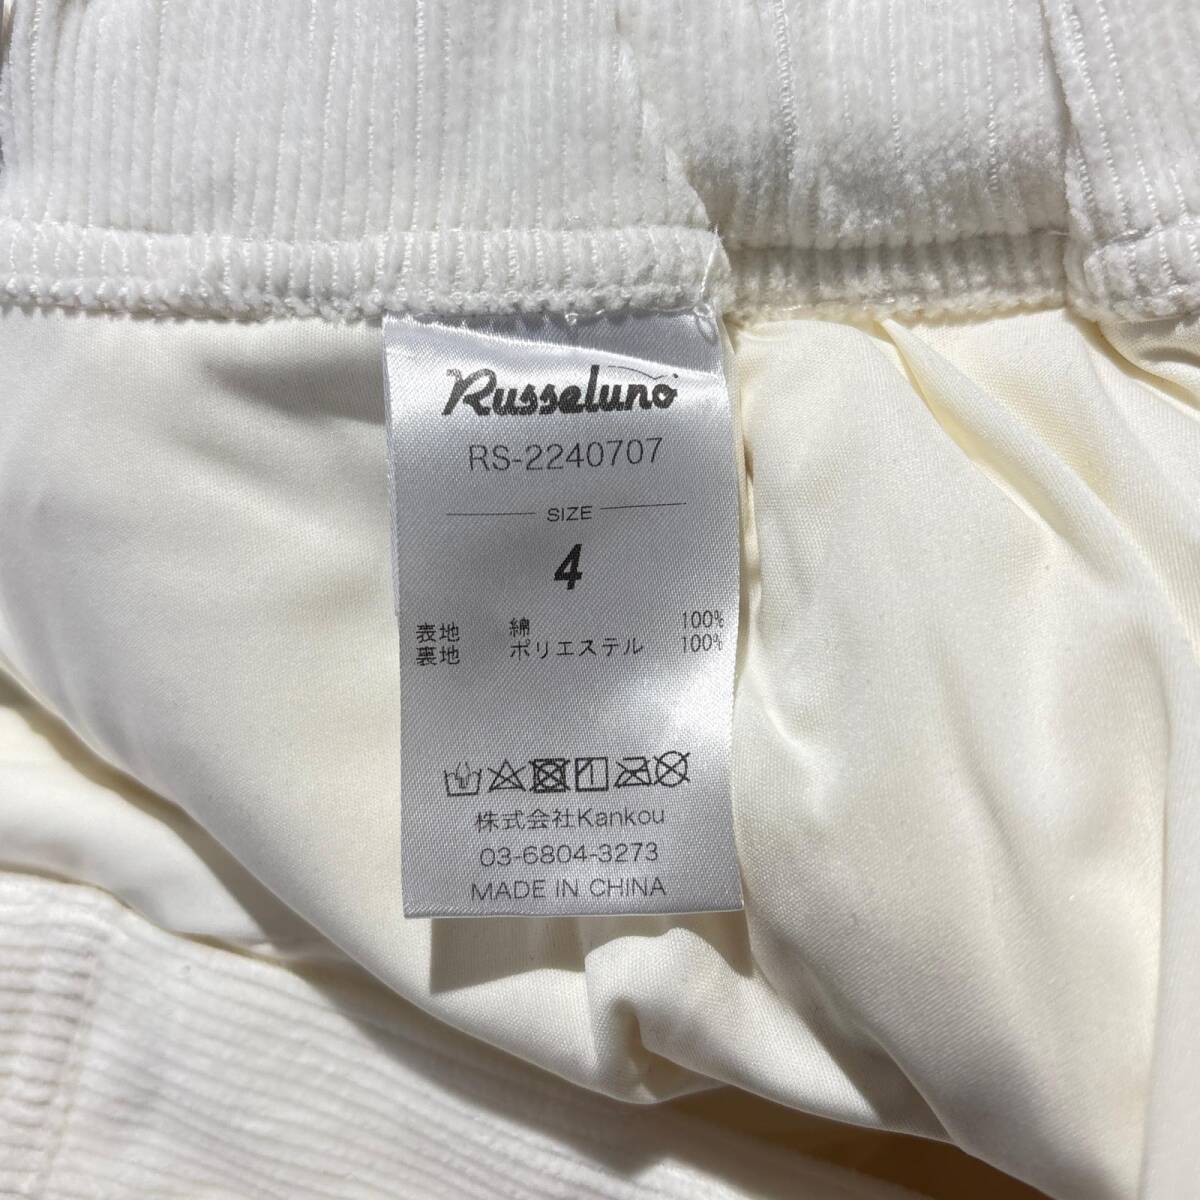 Russeluno
RS-2240707
SIZE
4
表地 綿 100%
裏地 ポリエステル 100%
株式会社Kankou
03-6804-3273
MADE IN CHINA